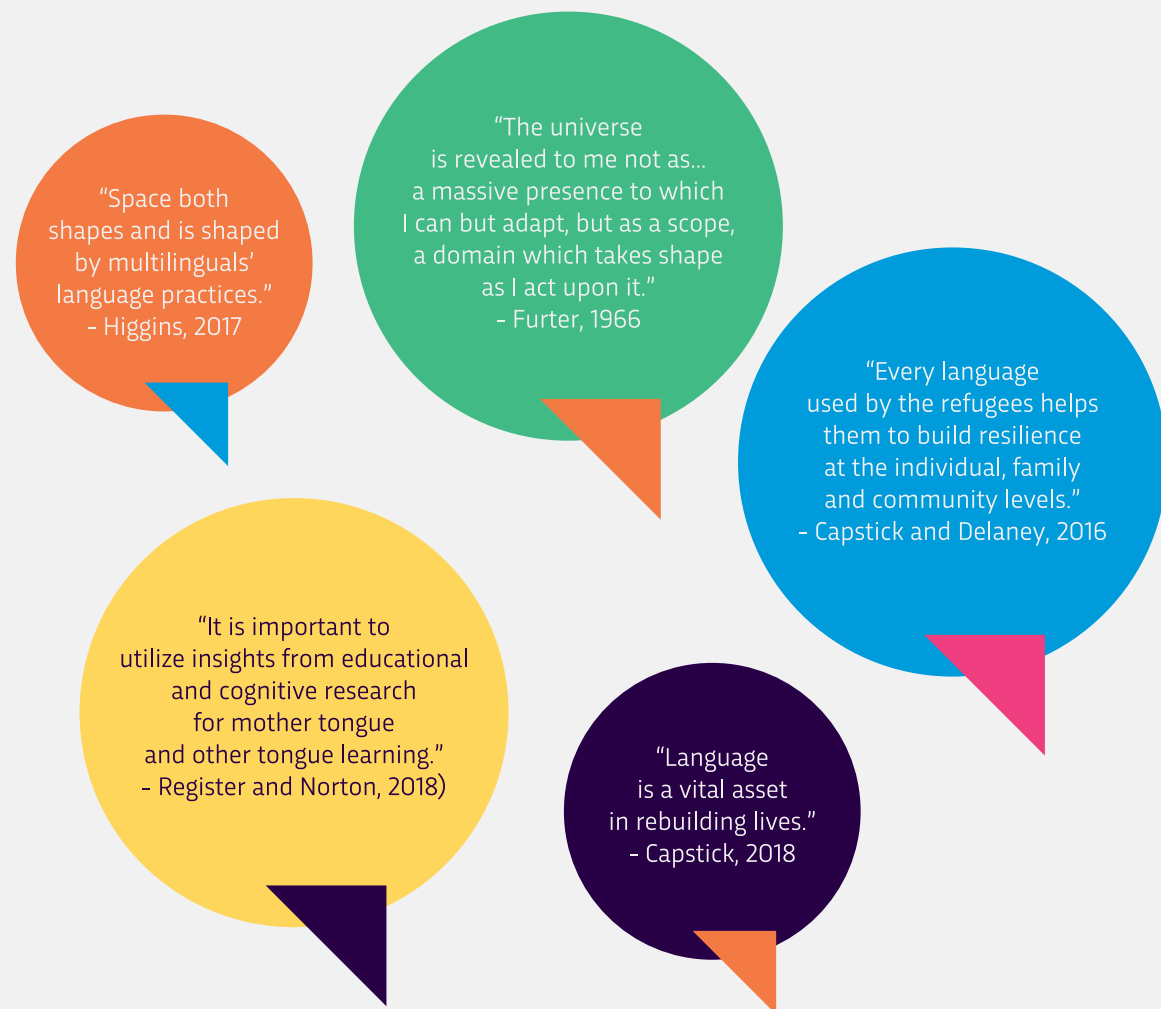 “Space both
shapes and is shaped
by multilinguals’
language practices.”
- Higgins, 2017
“The universe
is revealed to me not as...
a massive presence to which
I can but adapt, but as a scope,
a domain which takes shape
as I act upon it.”
- Furter, 1966
“Every language
used by the refugees helps
them to build resilience
at the individual, family
and community levels.”
- Capstick and Delaney, 2016
“It is important to
utilize insights from educational
and cognitive research
for mother tongue
and other tongue learning.”
- Register and Norton, 2018)
“Language
is a vital asset
in rebuilding lives.”
- Capstick, 2018